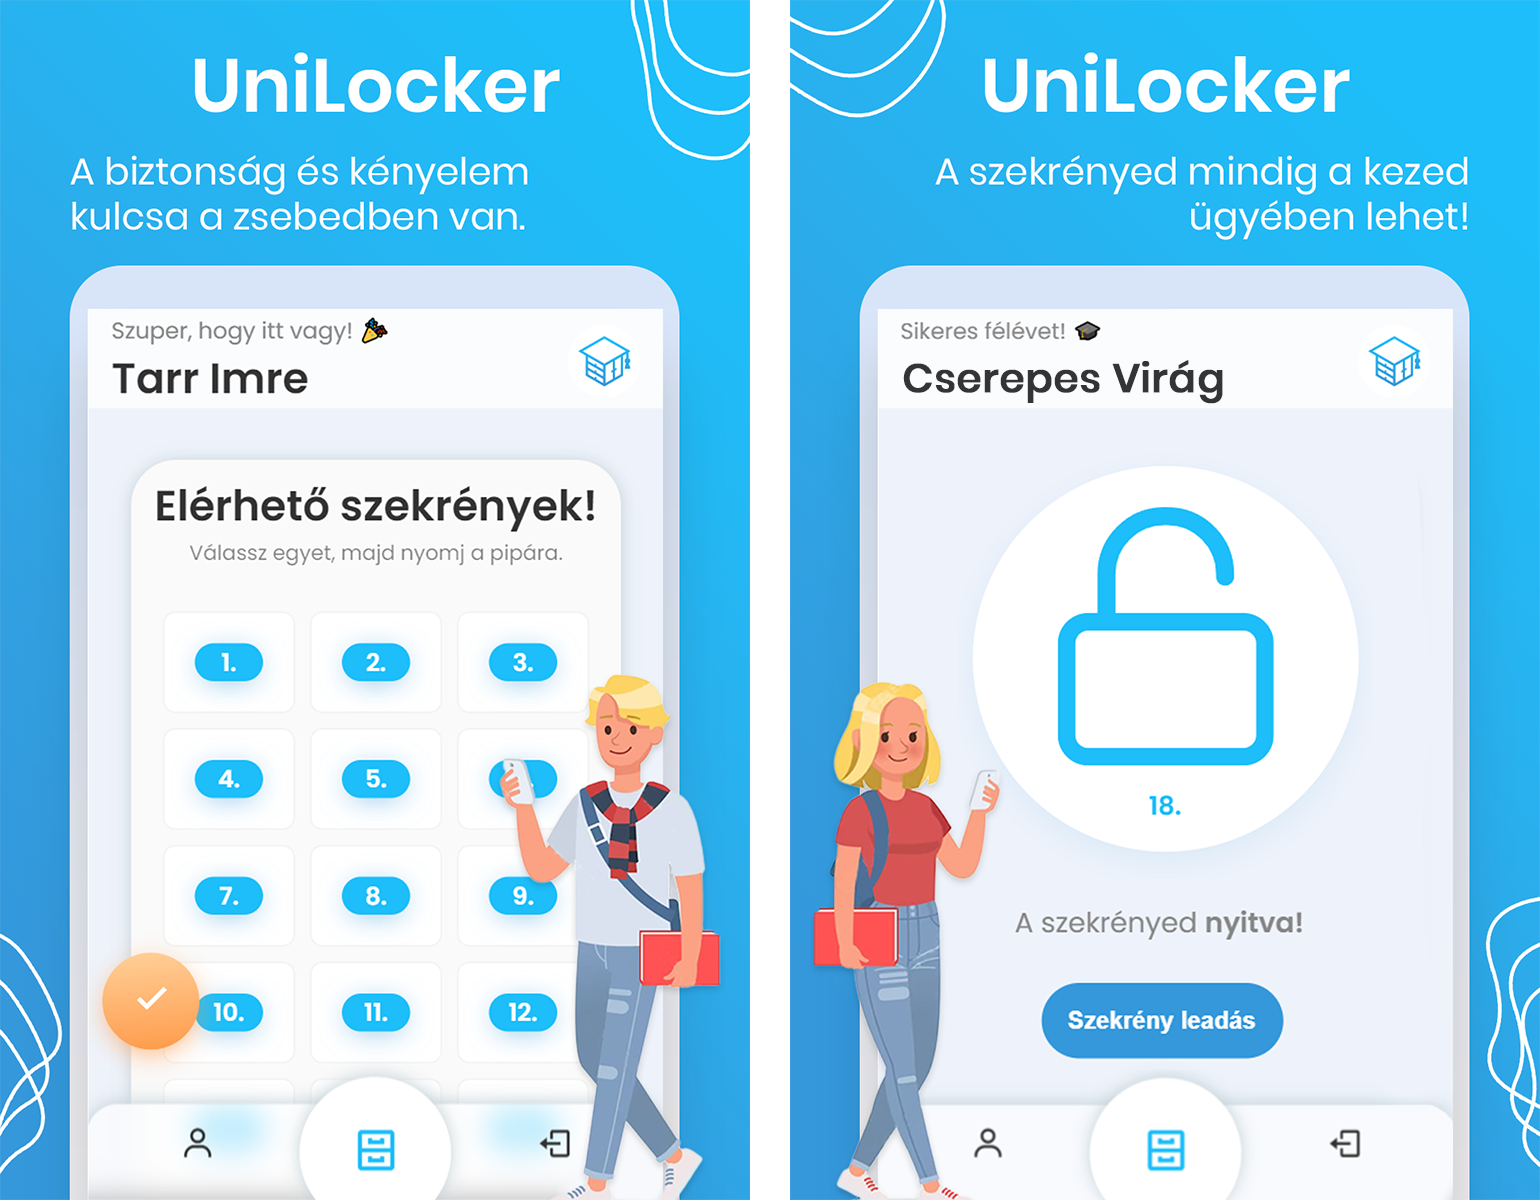 UniLocker
A biztonság és kényelem
kulcsa a zsebedben van.
Szuper, hogy itt vagy!
Tarr Imre
Elérhető szekrények!
Válassz egyet, majd nyomj a pipára.
1. 2. 3.
4. 5.
7. 8. 9.
10. 11. 12.
UniLocker
A szekrényed mindig a kezed
ügyében lehet!
Sikeres félévet!
Cserepes Virág
18.
A szekrényed nyitva!
Szekrény leadás